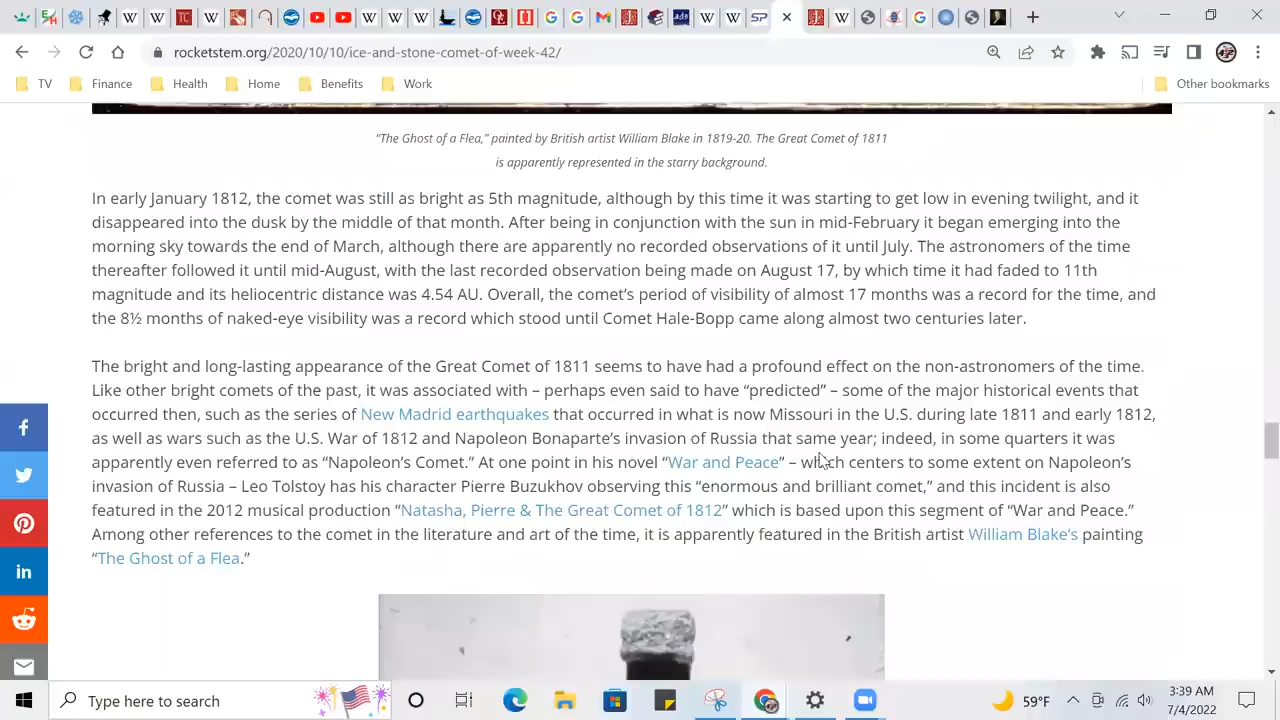 rocketstem.org/2020/10/10/ice-and-stone-comet-of-week-42/
TV Finance Health Home Benefits Work Other bookmarks
“The Ghost of a Flea,” painted by British artist William Blake in 1819-20. The Great Comet of 1811
is apparently represented in the starry background.
In early January 1812, the comet was still as bright as 5th magnitude, although by this time it was starting to get low in evening twilight, and it
disappeared into the dusk by the middle of that month. After being in conjunction with the sun in mid-February it began emerging into the
morning sky towards the end of March, although there are apparently no recorded observations of it until July. The astronomers of the time
thereafter followed it until mid-August, with the last recorded observation being made on August 17, by which time it had faded to 11th
magnitude and its heliocentric distance was 4.54 AU. Overall, the comet’s period of visibility of almost 17 months was a record for the time, and
the 8½ months of naked-eye visibility was a record which stood until Comet Hale-Bopp came along almost two centuries later.
The bright and long-lasting appearance of the Great Comet of 1811 seems to have had a profound effect on the non-astronomers of the time.
Like other bright comets of the past, it was associated with – perhaps even said to have “predicted” – some of the major historical events that
occurred then, such as the series of New Madrid earthquakes that occurred in what is now Missouri in the U.S. during late 1811 and early 1812,
as well as wars such as the U.S. War of 1812 and Napoleon Bonaparte’s invasion of Russia that same year; indeed, in some quarters it was
apparently even referred to as “Napoleon’s Comet.” At one point in his novel “War and Peace” – which centers to some extent on Napoleon’s
invasion of Russia – Leo Tolstoy has his character Pierre Buzukhov observing this “enormous and brilliant comet,” and this incident is also
featured in the 2012 musical production “Natasha, Pierre & The Great Comet of 1812” which is based upon this segment of “War and Peace.”
Among other references to the comet in the literature and art of the time, it is apparently featured in the British artist William Blake’s painting
“The Ghost of a Flea.”
Type here to search
59°F
3:39 AM
7/4/2022